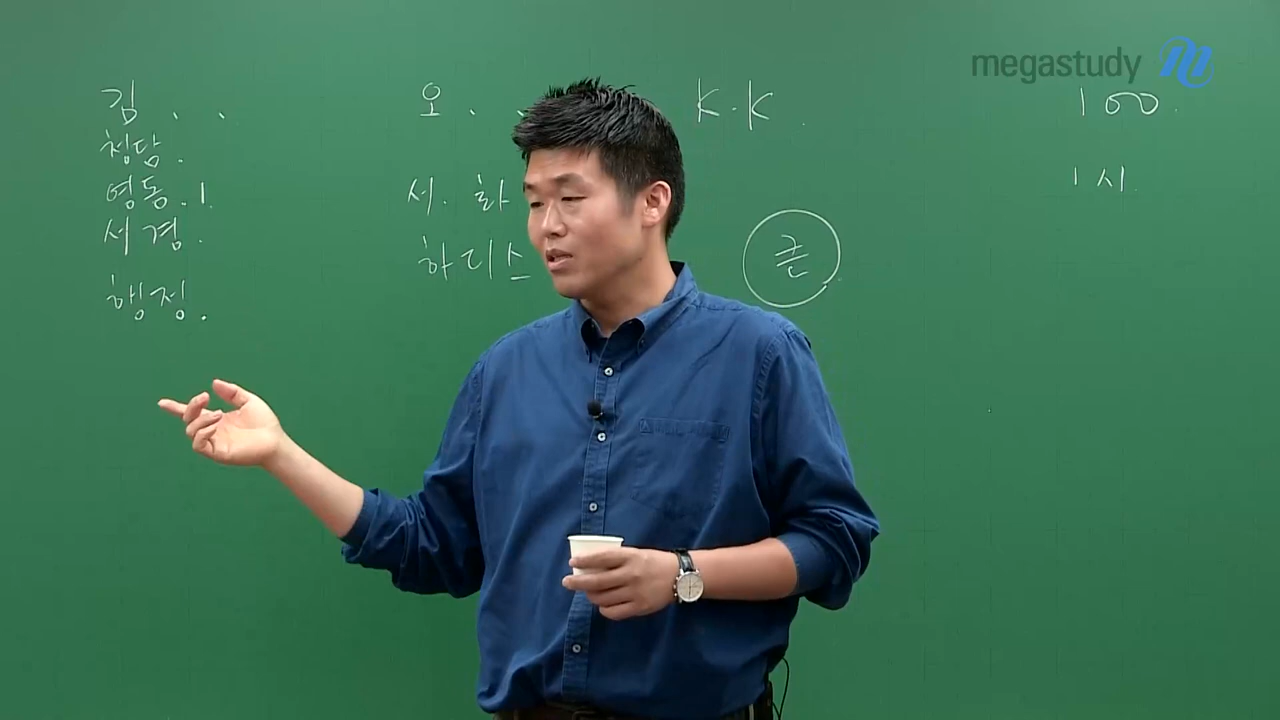 megastudy
김 . .
청담.
영동.1.
서경.
행정.
오. .
서.화
하디스
K.K.
곧
100.
1시.